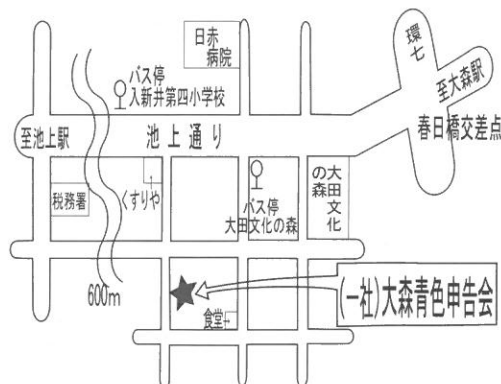 日赤
病院
環七
至大森駅
バス停
入新井第四小学校
春日橋交差点
至池上駅
池上通り
大田文化
の森
税務署
くすりや
バス停
大田文化の森
600m
(一社)大森青色申告会
食堂